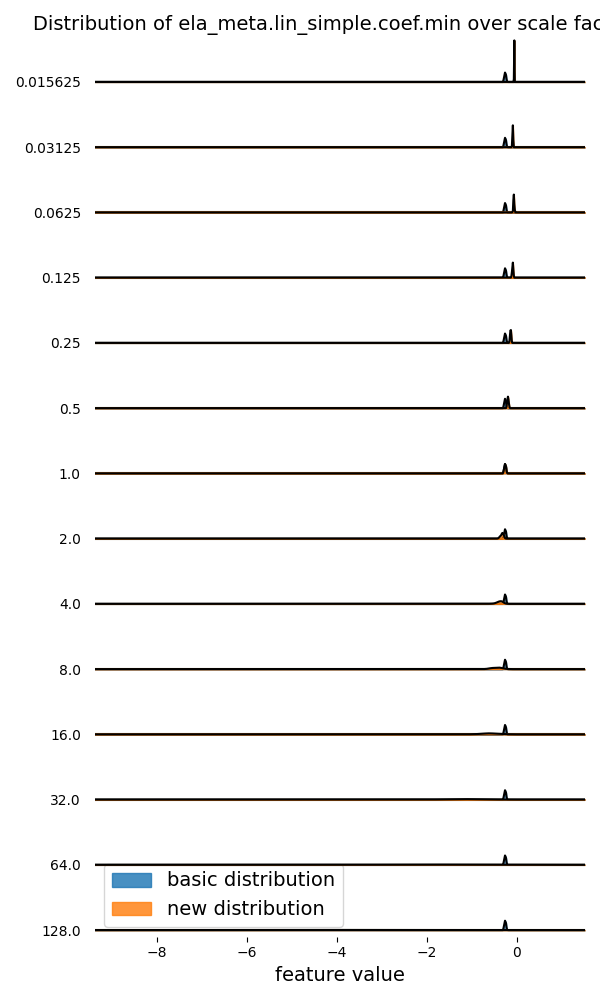 Distribution of ela_meta.lin_simple.coef.min over scale fac
0.015625
0.03125
0.0625
0.125
0.25
0.5
1.0
2.0
4.0
8.0
16.0
32.0
64.0
basic distribution
new distribution
128.0
−8 −6 −4 −2 0
feature value